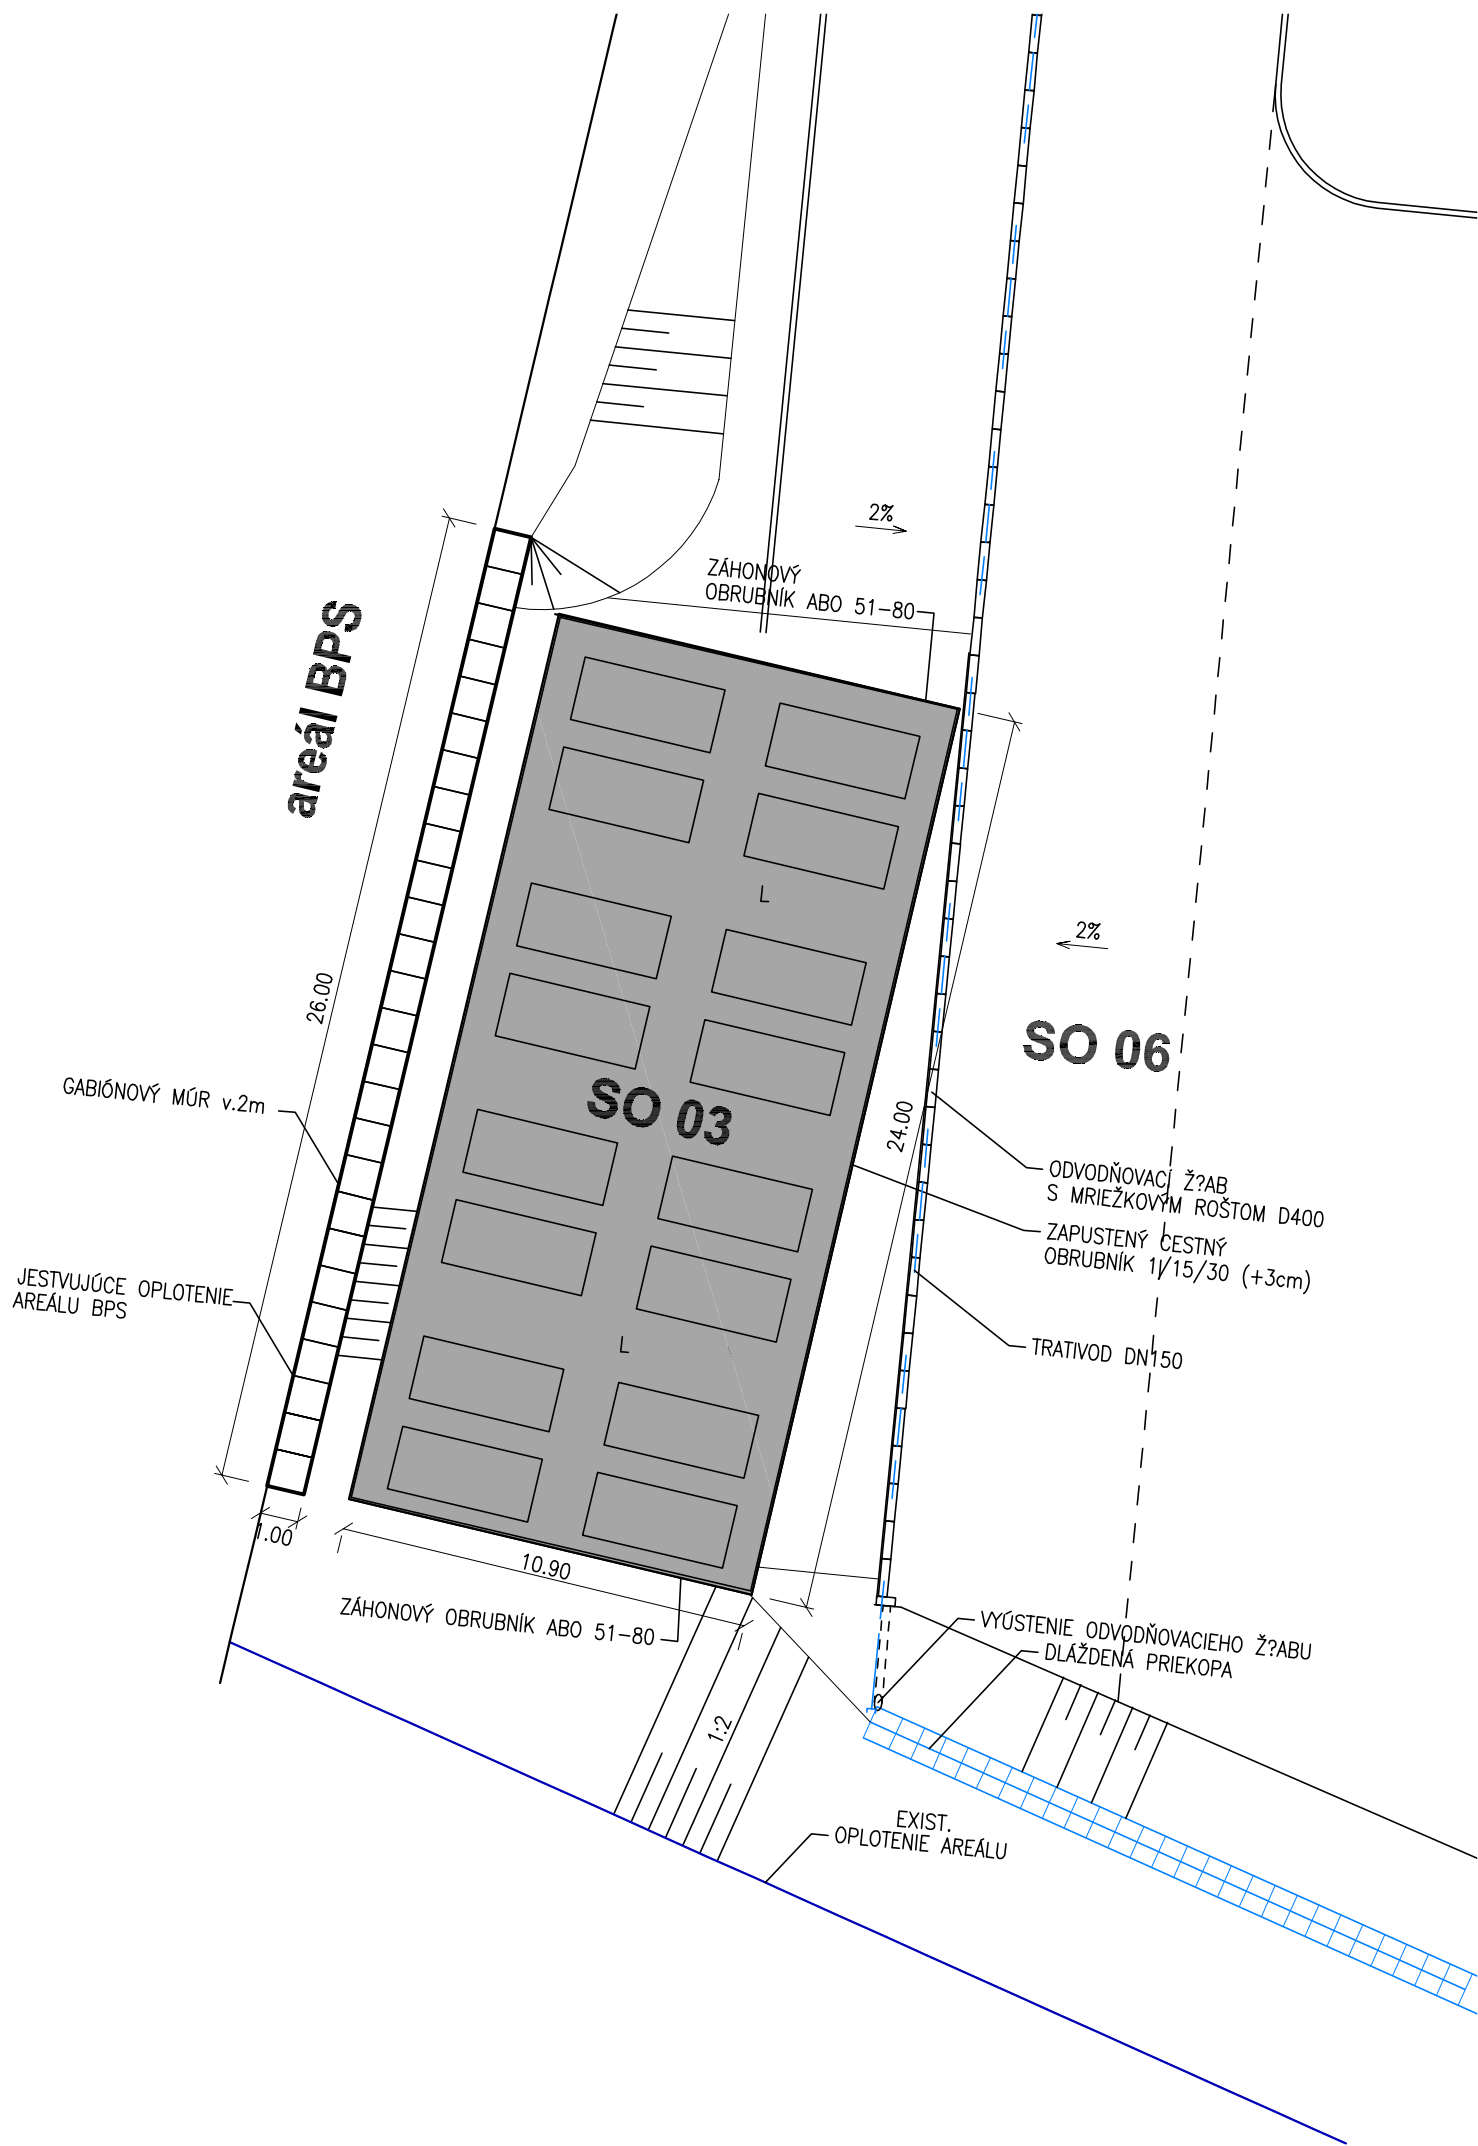 2%
ZÁHONOVÝ
OBRUBNÍK ABO 51-80
areál BPS
L
2%
26.00
SO 06
GABIÓNOVÝ MÚR v.2m
SO 03
24.00
ODVODŇOVACÍ Ž?AB
S MRIEŽKOVÝM ROŠTOM D400
ZAPUSTENÝ CESTNÝ
OBRUBNÍK 1/15/30 (+3cm)
JESTVUJÚCE OPLOTENIE
AREÁLU BPS
L
TRATIVOD DN150
1.00
10.90
ZÁHONOVÝ OBRUBNÍK ABO 51-80
VYÚSTENIE ODVODŇOVACIEHO Ž?ABU
DLÁŽDENÁ PRIEKOPA
1:2
EXIST.
OPLOTENIE AREÁLU